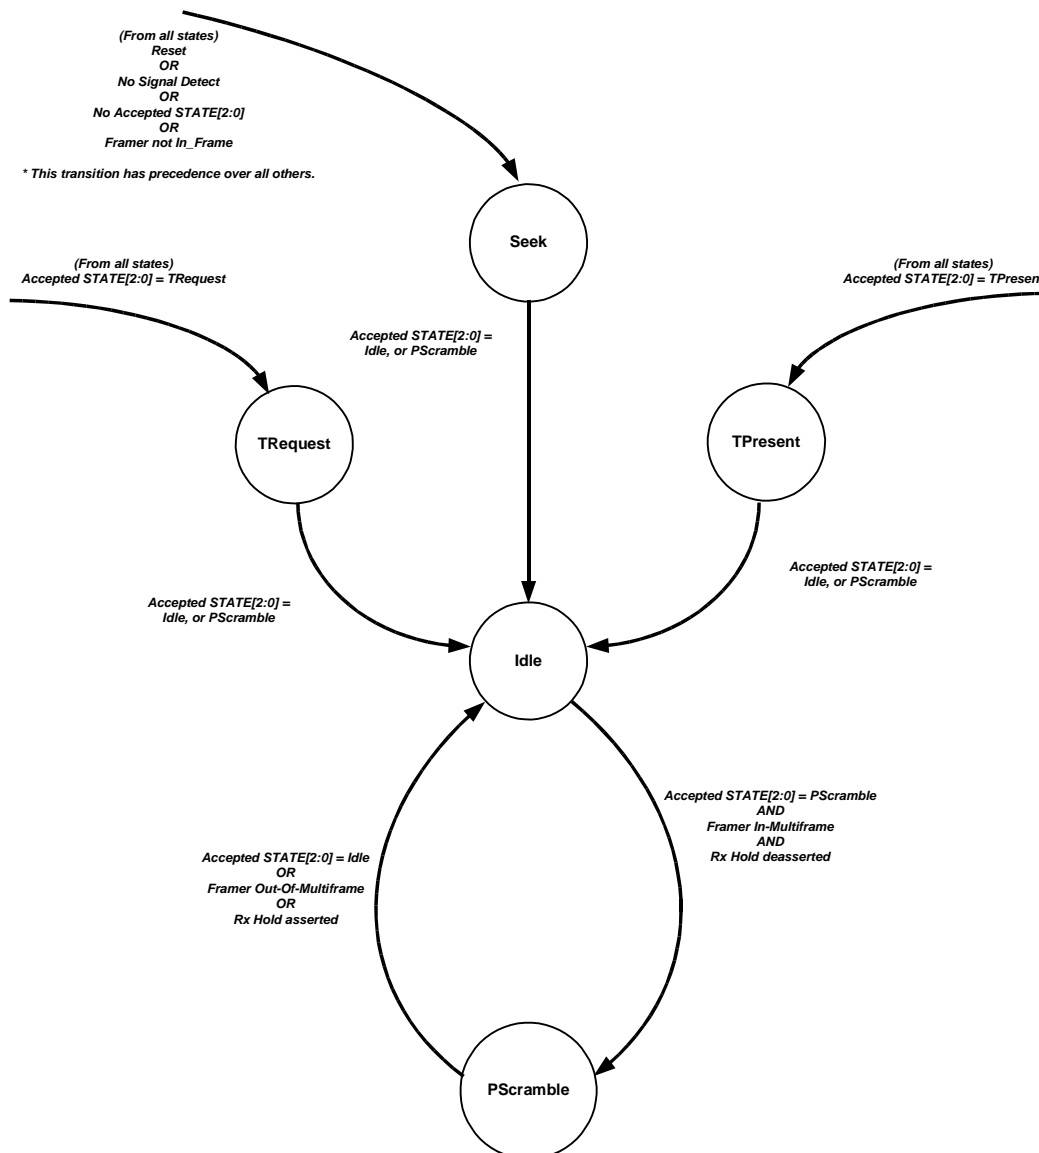 (From all states)
Reset
OR
No Signal Detect
OR
No Accepted STATE[2:0]
OR
Framer not In_Frame
* This transition has precedence over all others.
Seek
(From all states)
Accepted STATE[2:0] = TRequest
(From all states)
Accepted STATE[2:0] = TPresent
Accepted STATE[2:0] =
Idle, or PScramble
TRequest
TPresent
Accepted STATE[2:0] =
Idle, or PScramble
Accepted STATE[2:0] =
Idle, or PScramble
Idle
Accepted STATE[2:0] = PScramble
AND
Framer In-Multiframe
AND
Rx Hold deasserted
Accepted STATE[2:0] = Idle
OR
Framer Out-Of-Multiframe
OR
Rx Hold asserted
PScramble